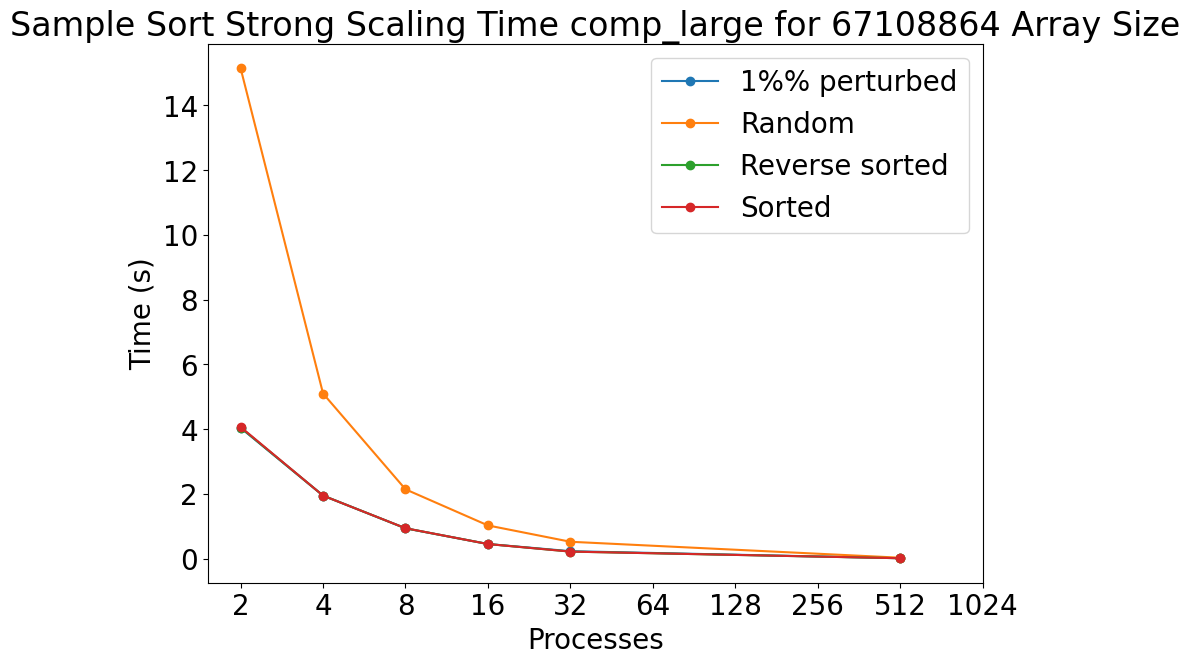 Sample Sort Strong Scaling Time comp_large for 67108864 Array Size
1%% perturbed
Random
Reverse sorted
Sorted
Time (s)
14
12
10
8
6
4
2
0
2 4 8 16 32 64 128 256 512 1024
Processes